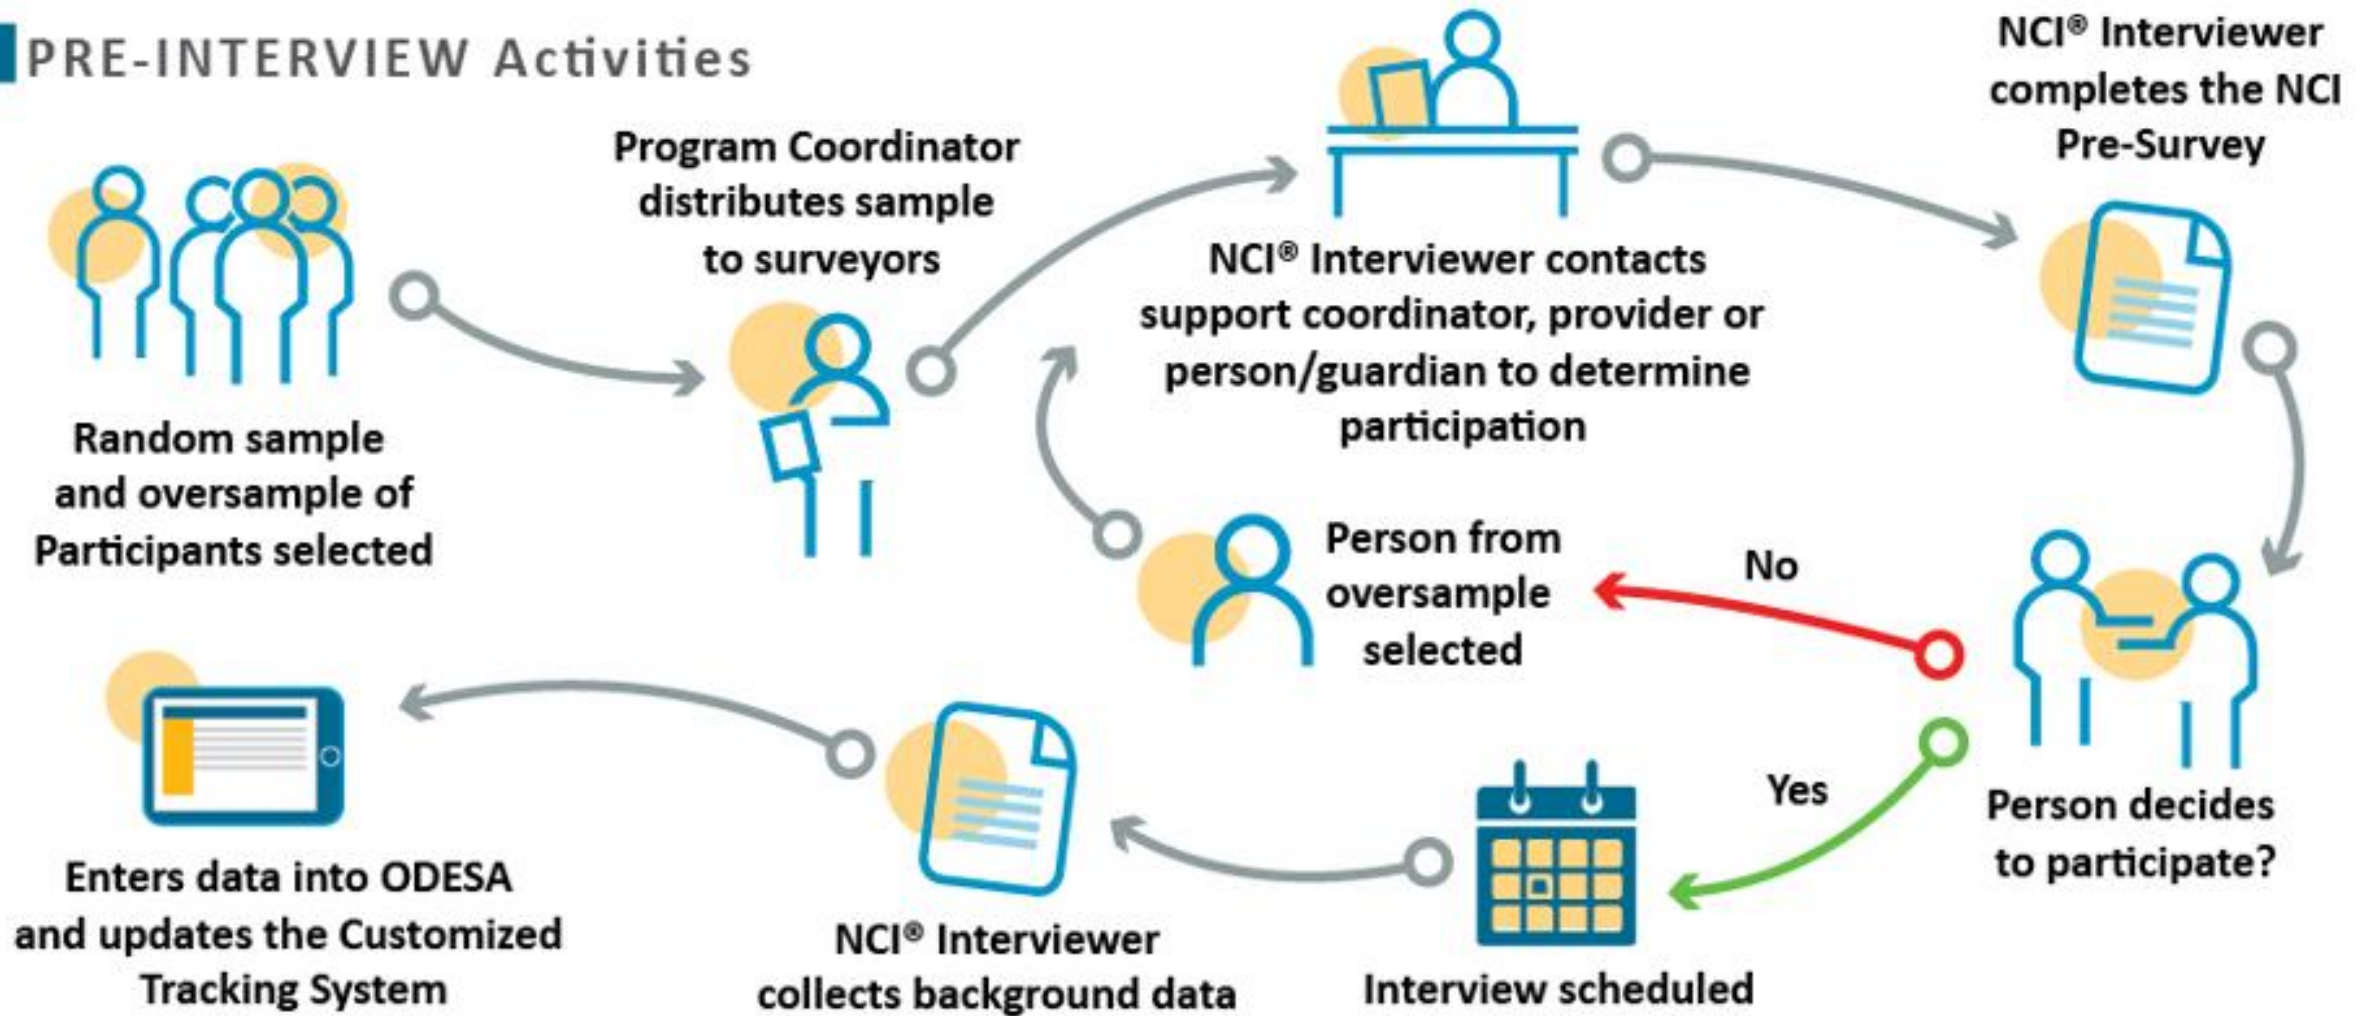 PRE-INTERVIEW Activities
Random sample
and oversample of
Participants selected
Program Coordinator
distributes sample
to surveyors
NCI® Interviewer contacts
support coordinator, provider or
person/guardian to determine
participation
NCI® Interviewer
completes the NCI
Pre-Survey
Person decides
to participate?
No
Person from
oversample
selected
Yes
Interview scheduled
NCI® Interviewer
collects background data
Enters data into ODESA
and updates the Customized
Tracking System